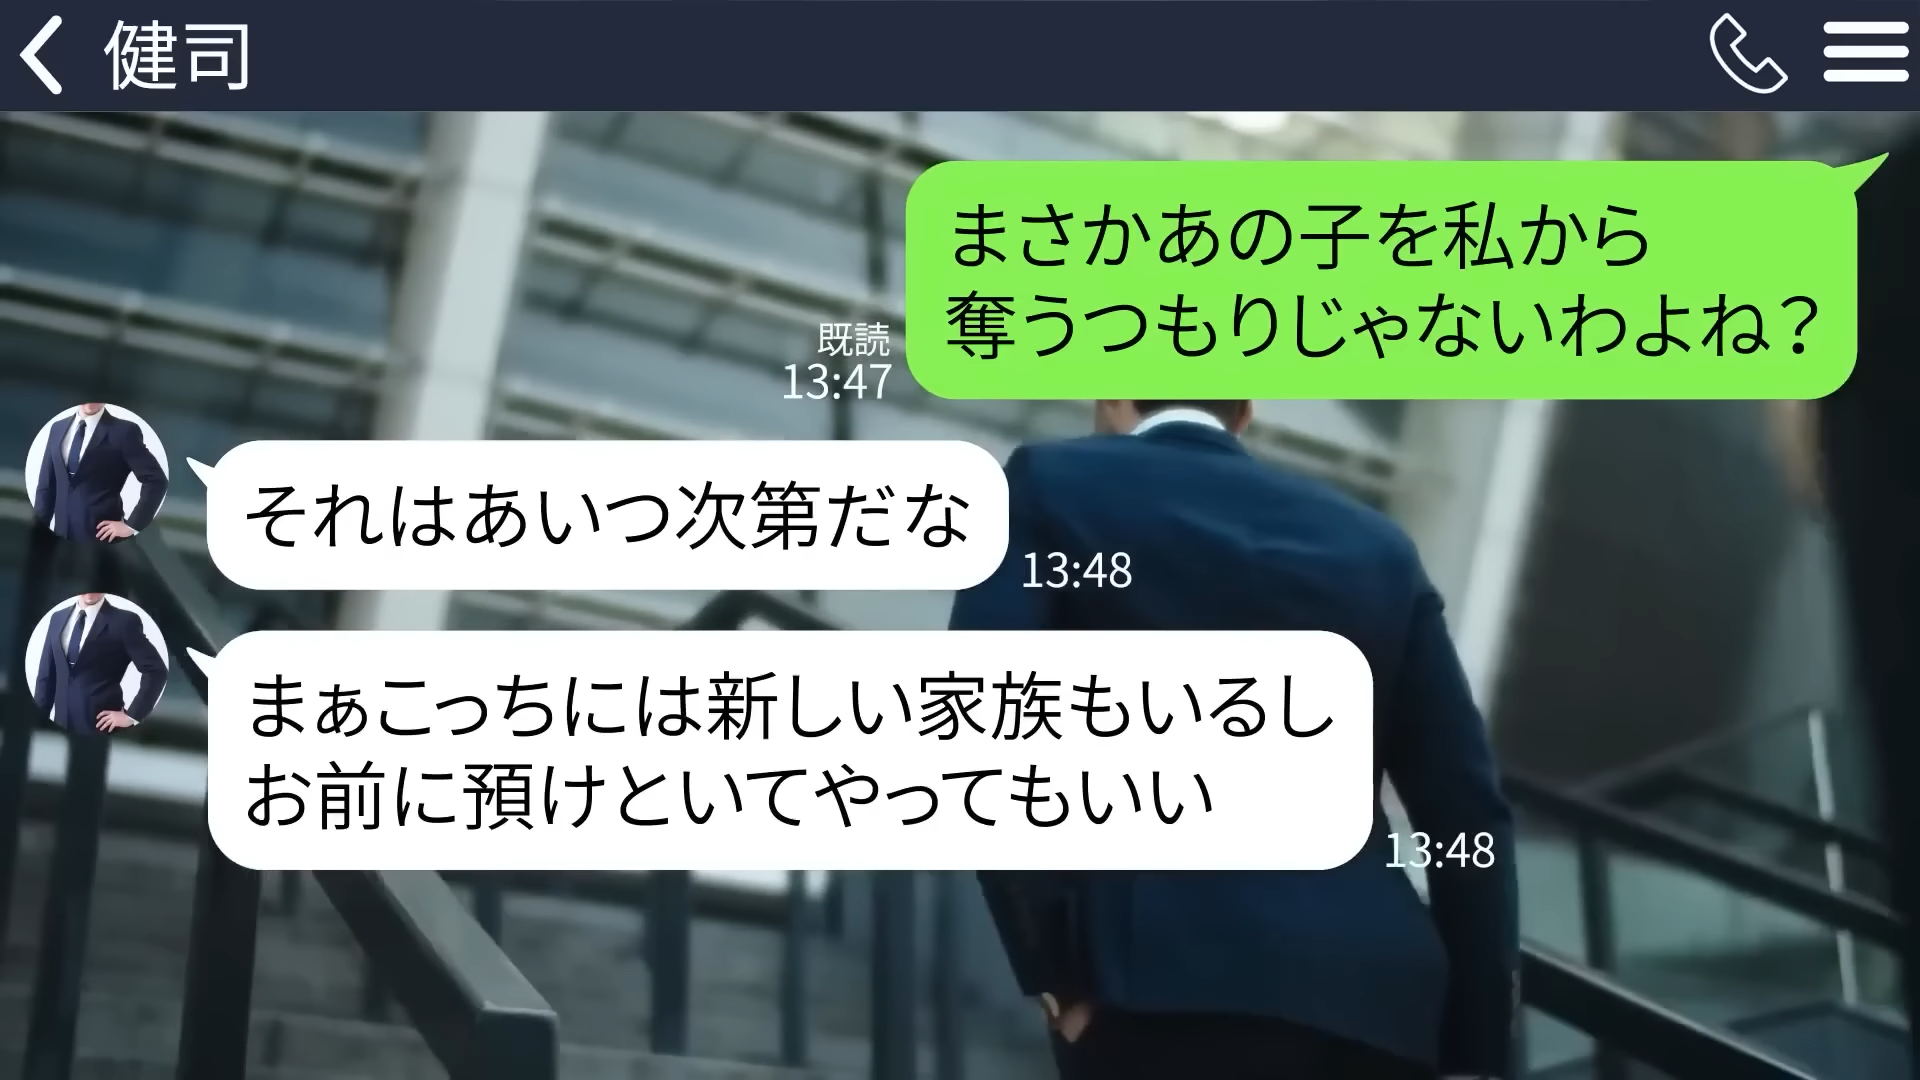 健司
まさかあの子を私から
奪うつもりじゃないわよね？
既読
13:47
それはあいつ次第だな
13:48
まぁこっちには新しい家族もいるし
お前に預けといてやってもいい
13:48